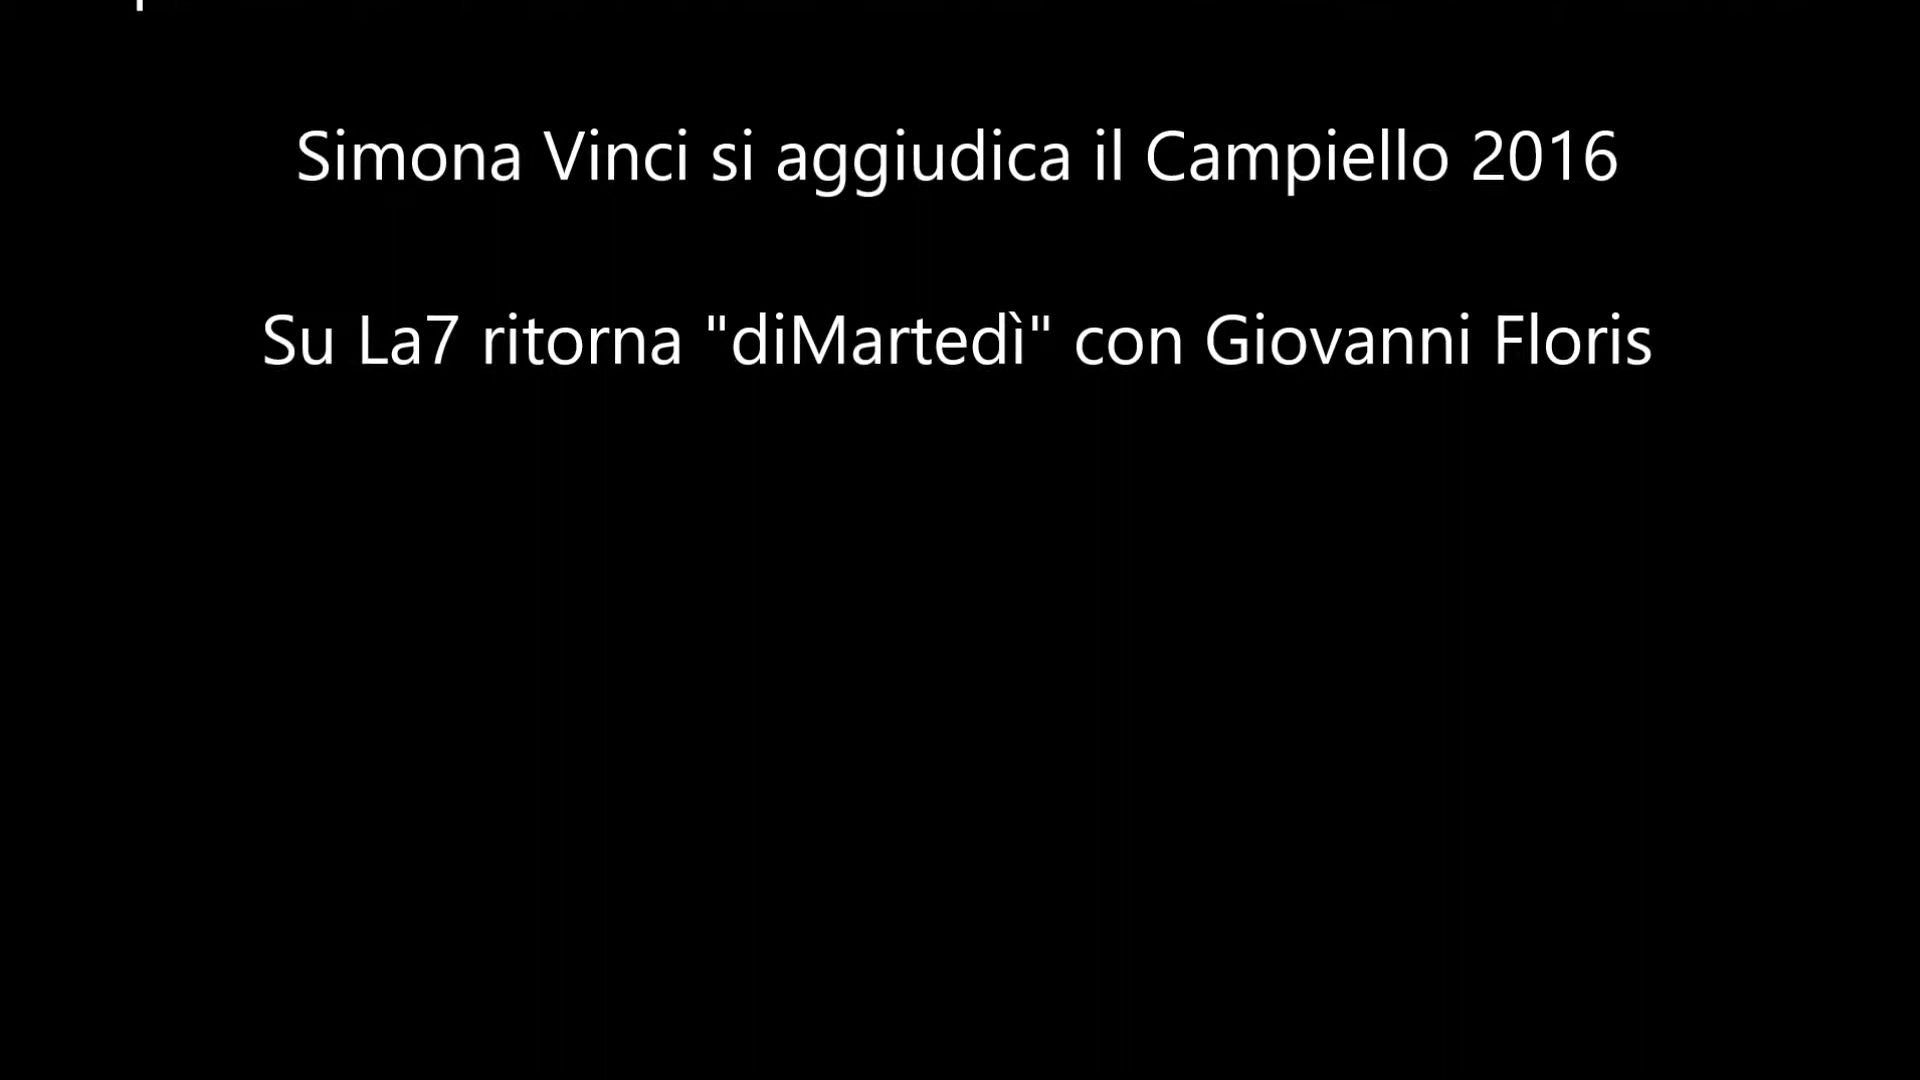 Simona Vinci si aggiudica il Campiello 2016
Su La7 ritorna "diMartedì" con Giovanni Floris